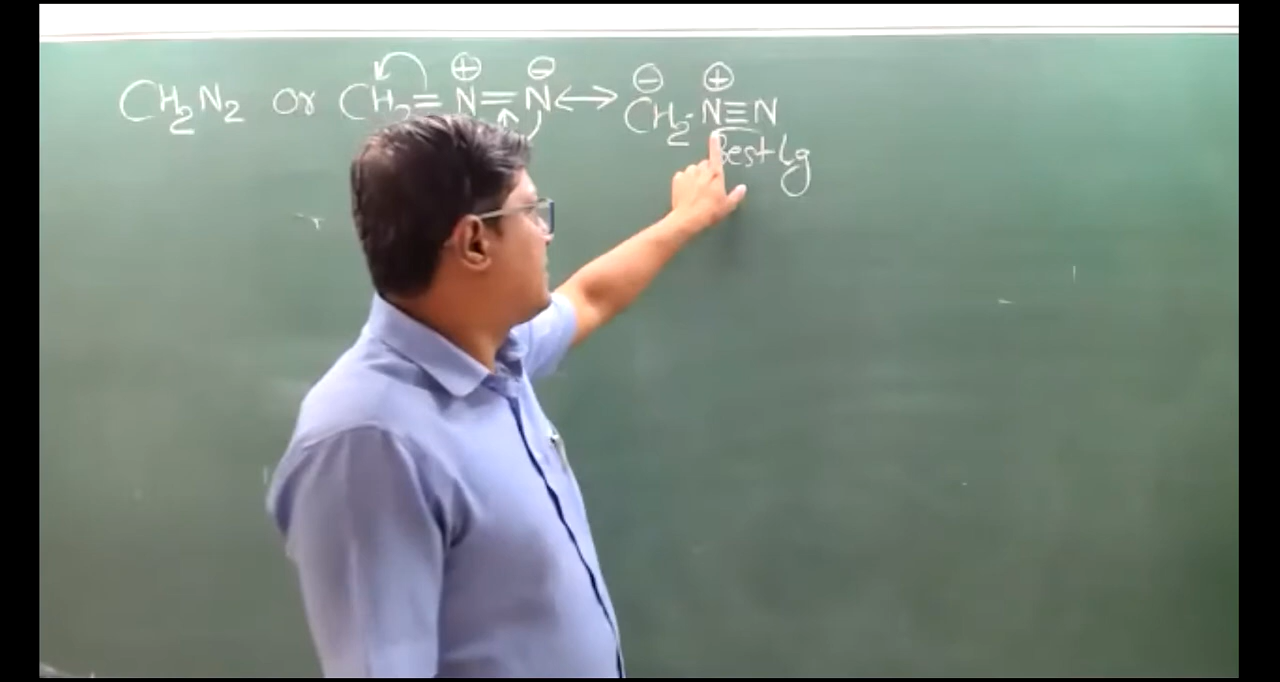 CH₂N₂ or CH₂=N=N ↔ CH₂-N≡N
⊕ ⊖ ⊖ ⊕
Best Lg